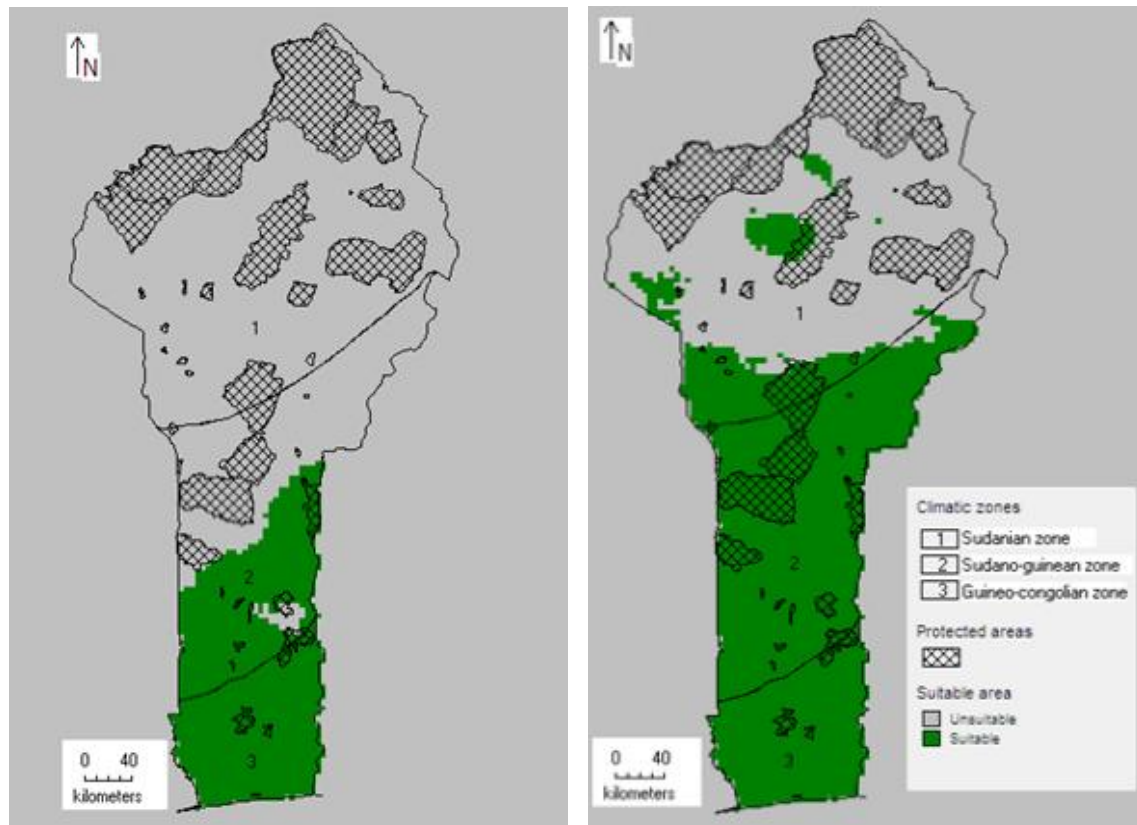 N
1
2
3
0 40
kilometers
N
1
2
3
0 40
kilometers
Climatic zones
1 Sudanian zone
2 Sudano-guinean zone
3 Guineo-congolian zone
Protected areas
Suitable area
Unsuitable
Suitable